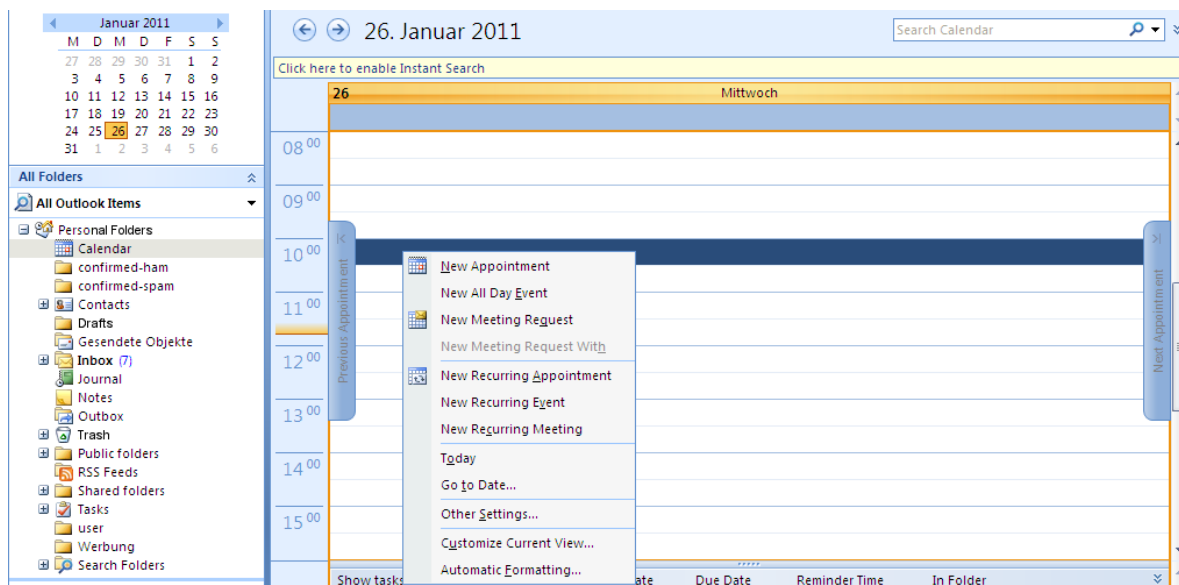 Januar 2011
M D M D F S S
27 28 29 30 31 1 2
3 4 5 6 7 8 9
10 11 12 13 14 15 16
17 18 19 20 21 22 23
24 25 26 27 28 29 30
31 1 2 3 4 5 6
All Folders
All Outlook Items
Personal Folders
Calendar
confirmed-ham
confirmed-spam
Contacts
Drafts
Gesendete Objekte
Inbox (7)
Journal
Notes
Outbox
Trash
Public folders
RSS Feeds
Shared folders
Tasks
user
Werbung
Search Folders
26. Januar 2011
Search Calendar
Click here to enable Instant Search
26 Mittwoch
08 00
09 00
10 00
11 00
12 00
13 00
14 00
15 00
Previous Appointment
New Appointment
New All Day Event
New Meeting Request
New Meeting Request With
New Recurring Appointment
New Recurring Event
New Recurring Meeting
Today
Go to Date...
Other Settings...
Customize Current View...
Automatic Formatting...
Next Appointment
Show tasks ate Due Date Reminder Time In Folder